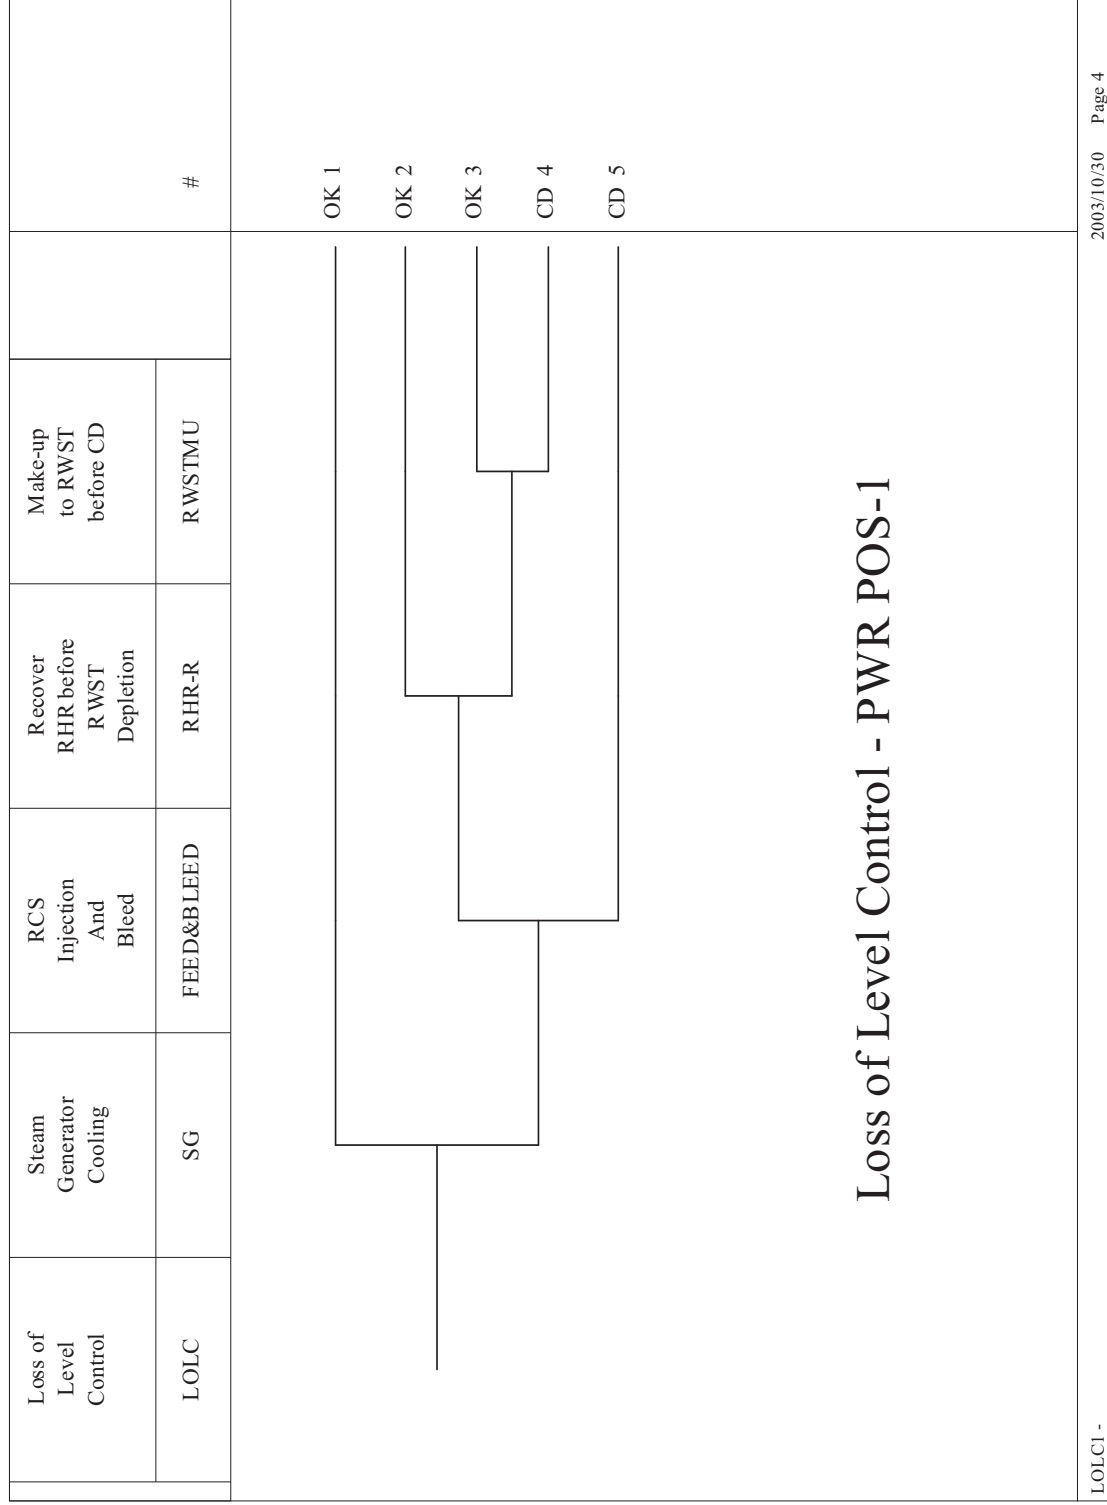 Loss of
Level
Control
Steam
Generator
Cooling
RCS
Injection
And
Bleed
Recover
RHR before
RWST
Depletion
Make-up
to RWST
before CD
LOLC
SG
FEED&BLEED
RHR-R
RWSTMU
#
OK 1
OK 2
OK 3
CD 4
CD 5
Loss of Level Control - PWR POS-1
LOLC1 -
2003/10/30 Page 4